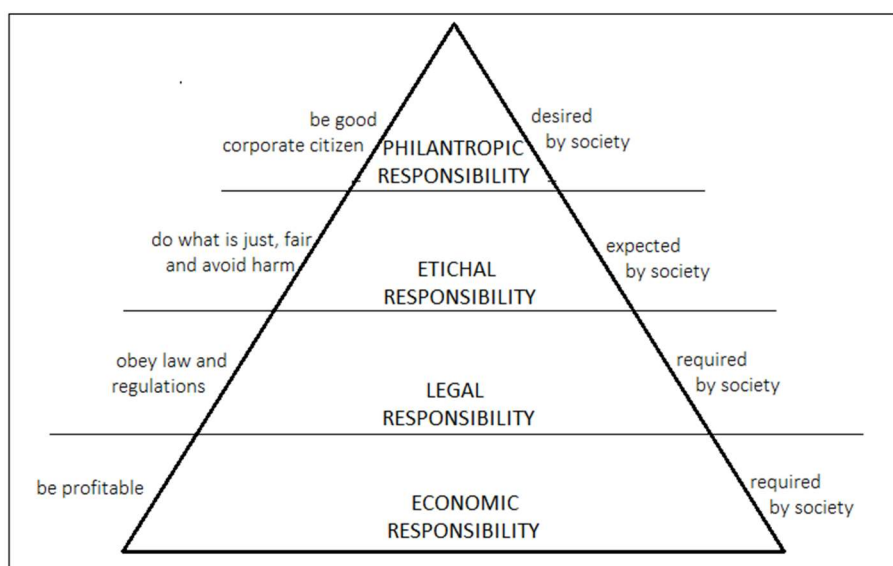 be good
corporate citizen
PHILANTROPIC
RESPONSIBILITY
desired
by society
do what is just, fair
and avoid harm
ETICHAL
RESPONSIBILITY
expected
by society
obey law and
regulations
LEGAL
RESPONSIBILITY
required
by society
be profitable
ECONOMIC
RESPONSIBILITY
required
by society